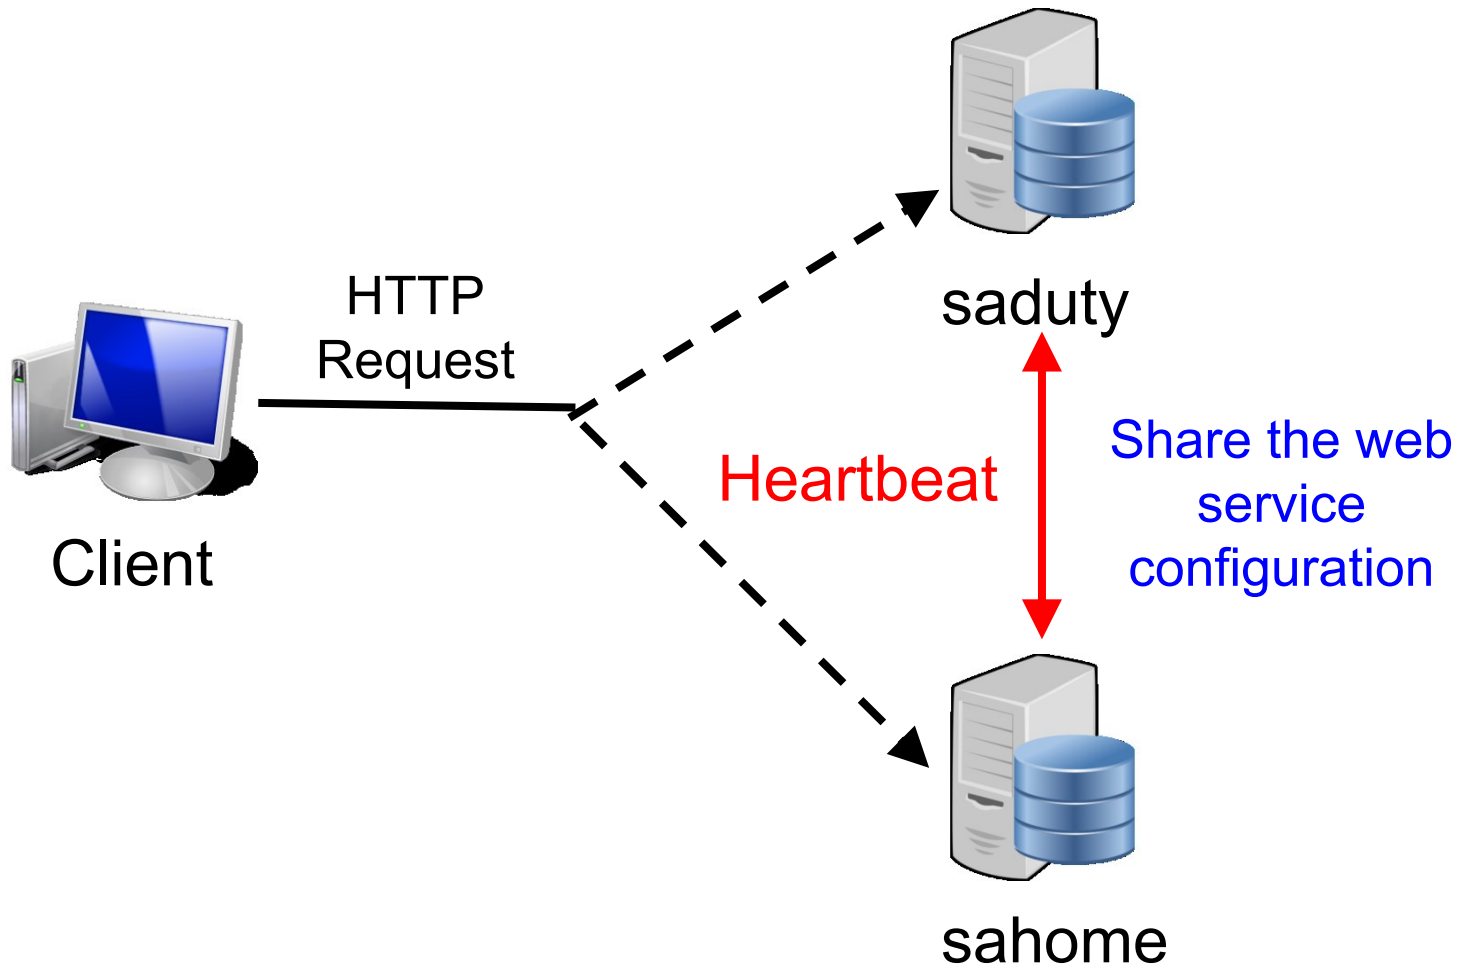 HTTP
Request
Client
saduty
Heartbeat
Share the web
service
configuration
sahome